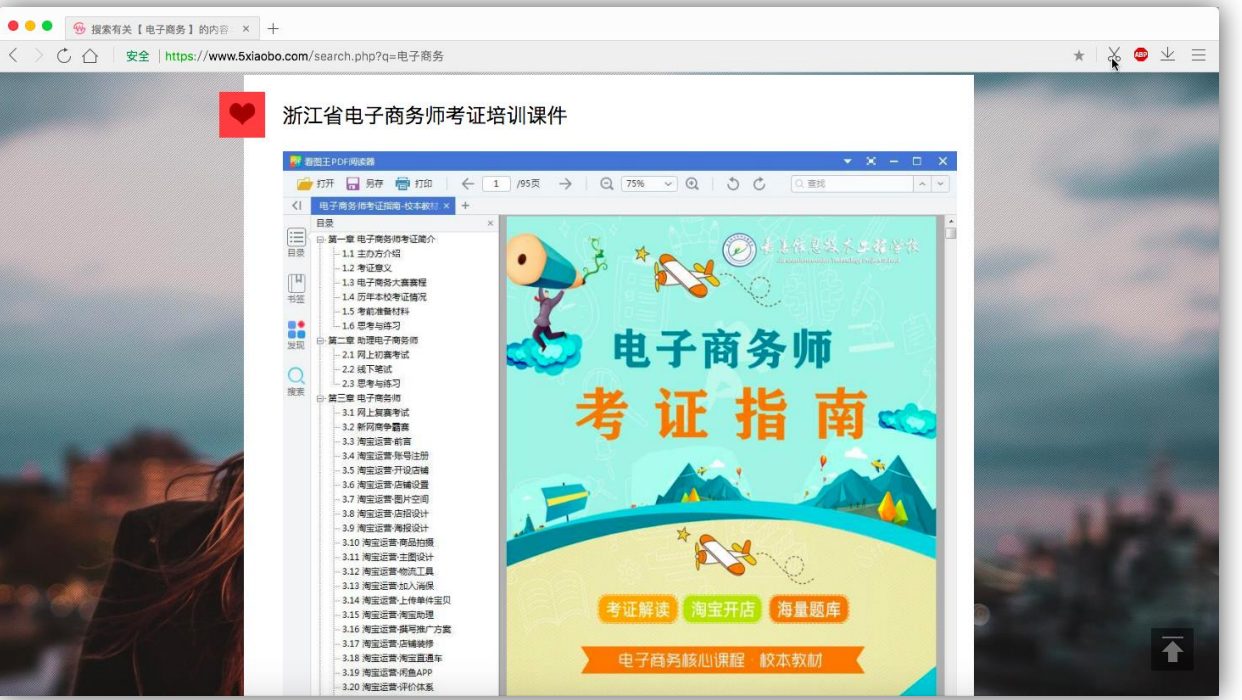 搜索有关【 电子商务 】的内容
安全 | https://www.5xiaobo.com/search.php?q=电子商务
ABP
浙江省电子商务师考证培训课件
看图王PDF阅读器
打开 另存 打印 1 /95页 75% 查找
电子商务师考证指南-校本教材
目录
目录
书签
发现
搜索
第一章 电子商务师考证简介
1.1 主办方介绍
1.2 考证意义
1.3 电子商务大赛赛程
1.4 历年本校考证情况
1.5 考前准备材料
1.6 思考与练习
第二章 助理电子商务师
2.1 网上初赛考试
2.2 线下笔试
2.3 思考与练习
第三章 电子商务师
3.1 网上复赛考试
3.2 新网商争霸赛
3.3 淘宝运营·前言
3.4 淘宝运营·账号注册
3.5 淘宝运营·开设店铺
3.6 淘宝运营·店铺设置
3.7 淘宝运营·图片空间
3.8 淘宝运营·店招设计
3.9 淘宝运营·海报设计
3.10 淘宝运营·商品拍摄
3.11 淘宝运营·主图设计
3.12 淘宝运营·物流工具
3.13 淘宝运营·加入消保
3.14 淘宝运营·上传单件宝贝
3.15 淘宝运营·淘宝助理
3.16 淘宝运营·撰写推广方案
3.17 淘宝运营·店铺装修
3.18 淘宝运营·淘宝直通车
3.19 淘宝运营·闲鱼APP
3.20 淘宝运营·评价体系
电子商务师
考证指南
考证解读 淘宝开店 海量题库
电子商务核心课程 校本教材